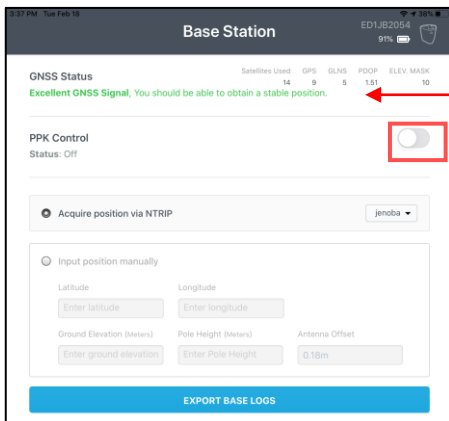 3:37 PM Tue Feb 18
38%
Base Station
ED1JB2054
91%
GNSS Status
Satellites Used GPS GLNS PDOP ELEV. MASK
14 9 5 1.51 10
Excellent GNSS Signal, You should be able to obtain a stable position.
PPK Control
Status: Off
Acquire position via NTRIP
jenoba
Input position manually
Latitude Longitude
Enter latitude Enter longitude
Ground Elevation (Meters) Pole Height (Meters) Antenna Offset
Enter ground elevation Enter Pole Height 0.18m
EXPORT BASE LOGS